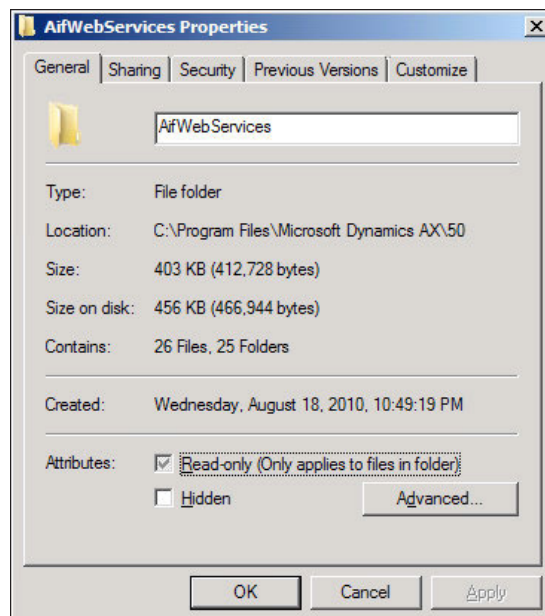 AifWebServices Properties
General Sharing Security Previous Versions Customize
AifWebServices
Type: File folder
Location: C:\Program Files\Microsoft Dynamics AX\50
Size: 403 KB (412,728 bytes)
Size on disk: 456 KB (466,944 bytes)
Contains: 26 Files, 25 Folders
Created: Wednesday, August 18, 2010, 10:49:19 PM
Attributes: Read-only (Only applies to files in folder)
Hidden Advanced...
OK Cancel Apply